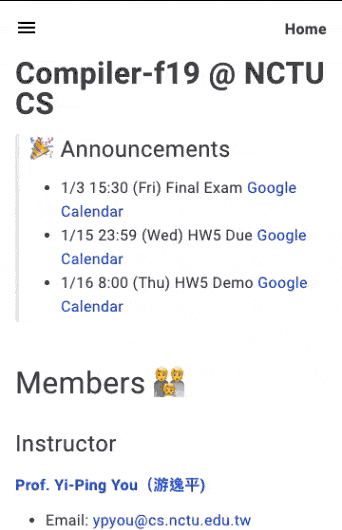 Home
Compiler-f19 @ NCTU
CS
🎉 Announcements
1/3 15:30 (Fri) Final Exam Google
Calendar
1/15 23:59 (Wed) HW5 Due Google
Calendar
1/16 8:00 (Thu) HW5 Demo Google
Calendar
Members
Instructor
Prof. Yi-Ping You（游逸平)
Email: ypyou@cs.nctu.edu.tw